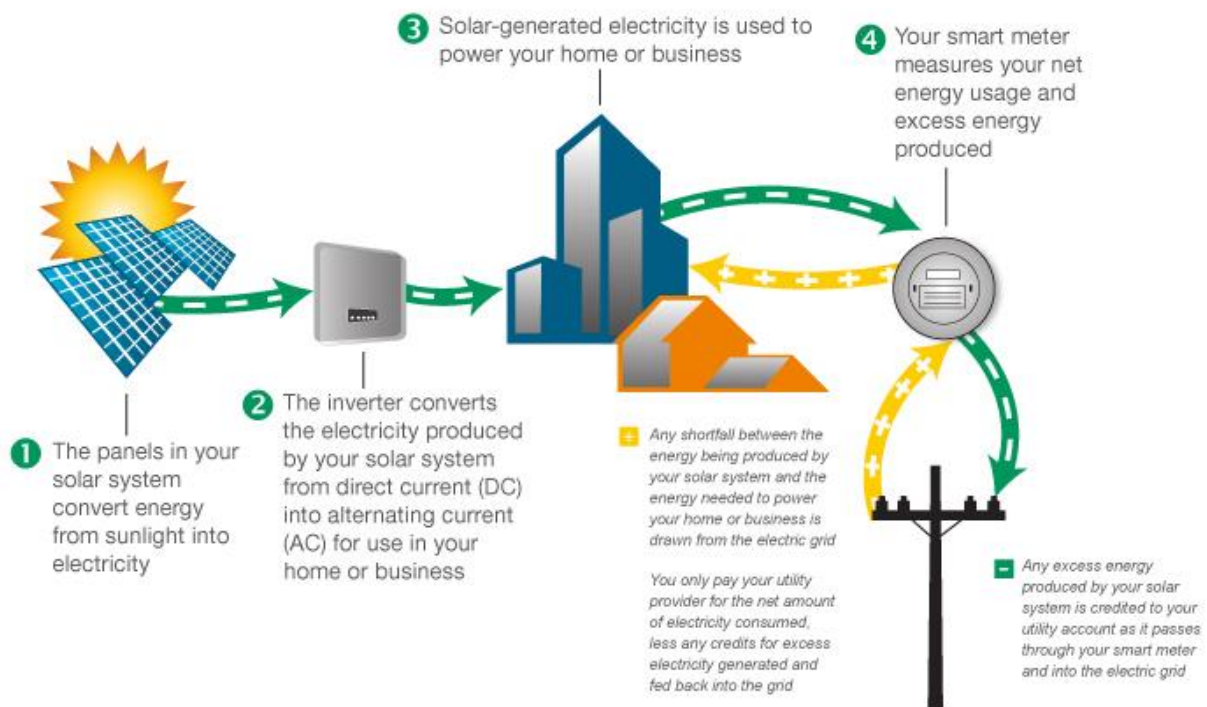 3 Solar-generated electricity is used to
power your home or business
4 Your smart meter
measures your net
energy usage and
excess energy
produced
1 The panels in your
solar system
convert energy
from sunlight into
electricity
2 The inverter converts
the electricity produced
by your solar system
from direct current (DC)
into alternating current
(AC) for use in your
home or business
+ Any shortfall between the
energy being produced by
your solar system and the
energy needed to power
your home or business is
drawn from the electric grid
You only pay your utility
provider for the net amount
of electricity consumed,
less any credits for excess
electricity generated and
fed back into the grid
- Any excess energy
produced by your solar
system is credited to your
utility account as it passes
through your smart meter
and into the electric grid